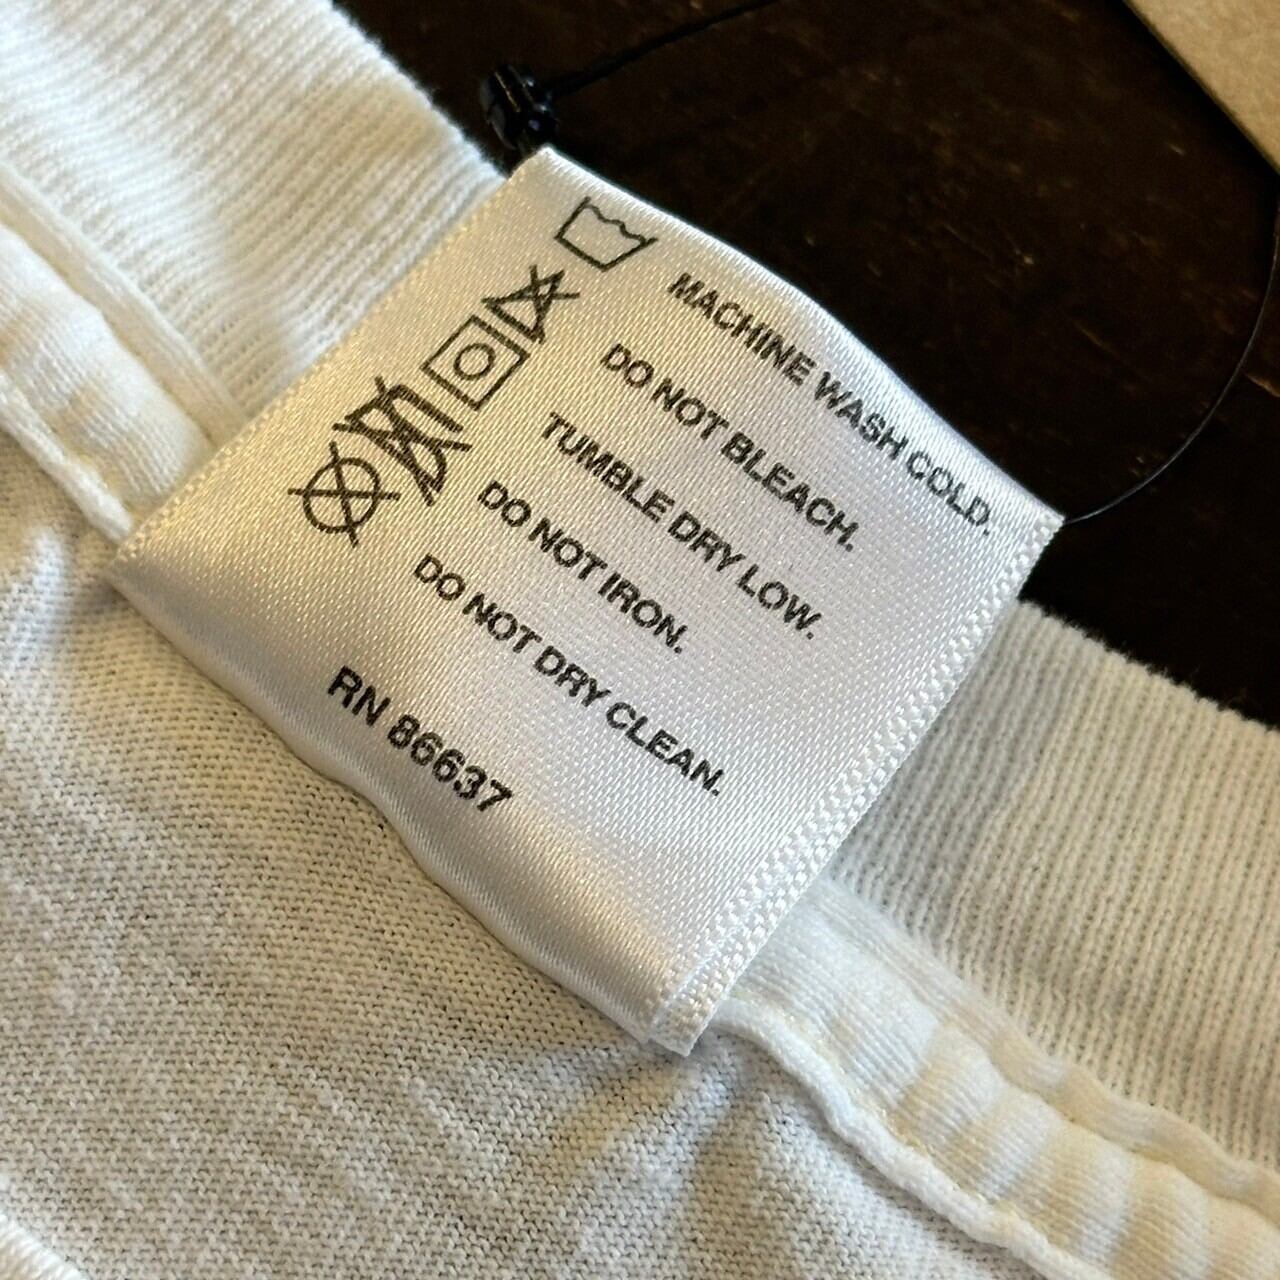 MACHINE WASH COLD.
DO NOT BLEACH.
TUMBLE DRY LOW.
DO NOT IRON.
DO NOT DRY CLEAN.
RN 86637